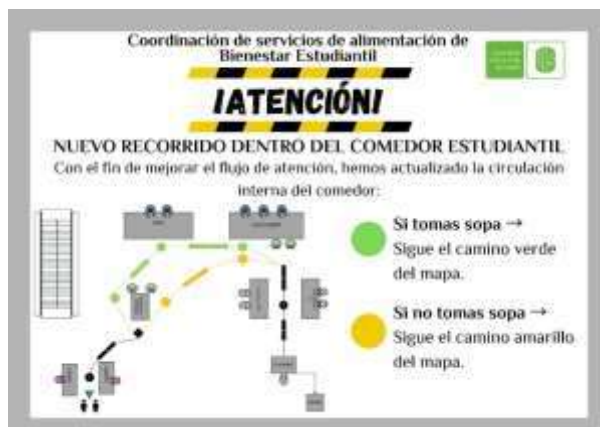 Coordinación de servicios de alimentación de
Bienestar Estudiantil
¡ATENCIÓN!
NUEVO RECORRIDO DENTRO DEL COMEDOR ESTUDIANTIL
Con el fin de mejorar el flujo de atención, hemos actualizado la circulación
interna del comedor:
Si tomas sopa →
Sigue el camino verde
del mapa.
Si no tomas sopa →
Sigue el camino amarillo
del mapa.